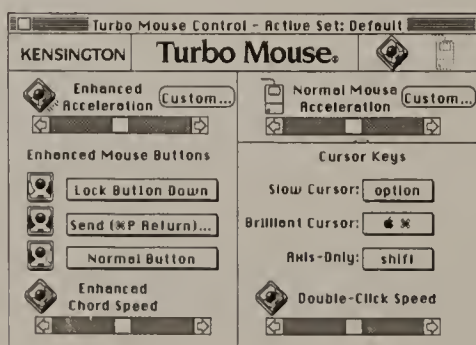 Turbo Mouse Control - Active Set: Default
KENSINGTON Turbo Mouse®
Enhanced
Acceleration
Custom...
Normal Mouse
Acceleration
Custom...
Enhanced Mouse Buttons
Lock Button Down
Send (⌘P Return)...
Normal Button
Enhanced
Chord Speed
Cursor Keys
Slow Cursor: option
Brilliant Cursor:  ⌘
Axis-Only: shift
Double-Click Speed